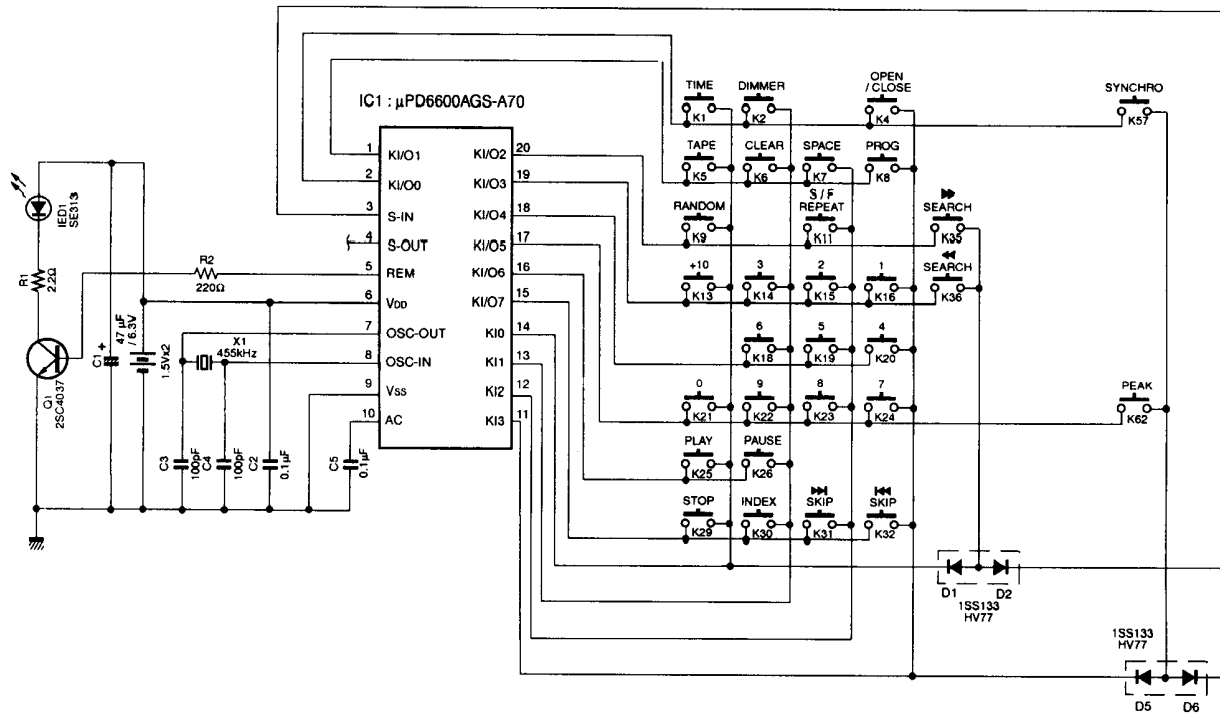 IC1 : μPD6600AGS-A70
1 KI/O1
2 KI/O0
3 S-IN
4 S-OUT
5 REM
6 VDD
7 OSC-OUT
8 OSC-IN
9 VSS
10 AC
KI/O2 20
KI/O3 19
KI/O4 18
KI/O5 17
KI/O6 16
KI/O7 15
KI0 14
KI1 13
KI2 12
KI3 11
IED1
SE313
R1
2.2Ω
Q1
2SC4037
C1 +
47 μF
/ 6.3V
1.5Vx2
R2
220Ω
X1
455kHz
C3
100pF
C4
100pF
C2
0.1μF
C5
0.1μF
TIME
K1
DIMMER
K2
OPEN
/ CLOSE
K4
SYNCHRO
K57
TAPE
K5
CLEAR
K6
SPACE
K7
PROG
K8
RANDOM
K9
S / F
REPEAT
K11
SEARCH
K35
+10
K13
3
K14
2
K15
1
K16
SEARCH
K36
6
K18
5
K19
4
K20
0
K21
9
K22
8
K23
7
K24
PEAK
K62
PLAY
K25
PAUSE
K26
STOP
K29
INDEX
K30
SKIP
K31
SKIP
K32
D1 D2
1SS133
HV77
1SS133
HV77
D5 D6